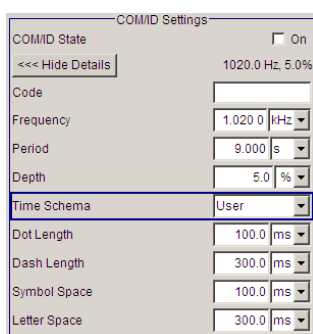 COM/ID Settings
COM/ID State On
<<< Hide Details 1020.0 Hz, 5.0%
Code
Frequency 1.020 0 kHz
Period 9.000 s
Depth 5.0 %
Time Schema User
Dot Length 100.0 ms
Dash Length 300.0 ms
Symbol Space 100.0 ms
Letter Space 300.0 ms